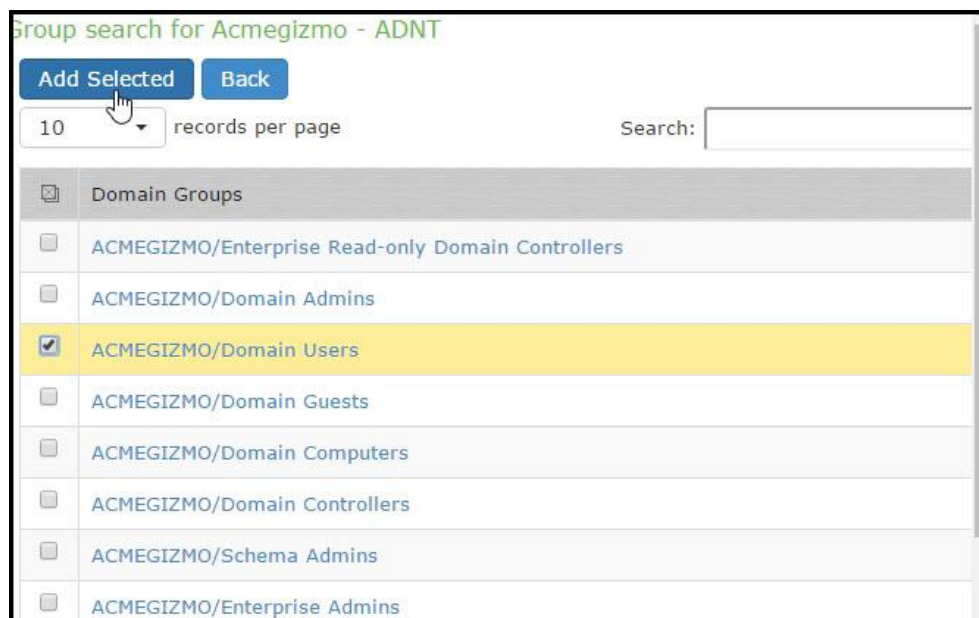 Group search for Acmegizmo - ADNT
Add Selected Back
10 records per page Search:
Domain Groups
ACMEGIZMO/Enterprise Read-only Domain Controllers
ACMEGIZMO/Domain Admins
ACMEGIZMO/Domain Users
ACMEGIZMO/Domain Guests
ACMEGIZMO/Domain Computers
ACMEGIZMO/Domain Controllers
ACMEGIZMO/Schema Admins
ACMEGIZMO/Enterprise Admins